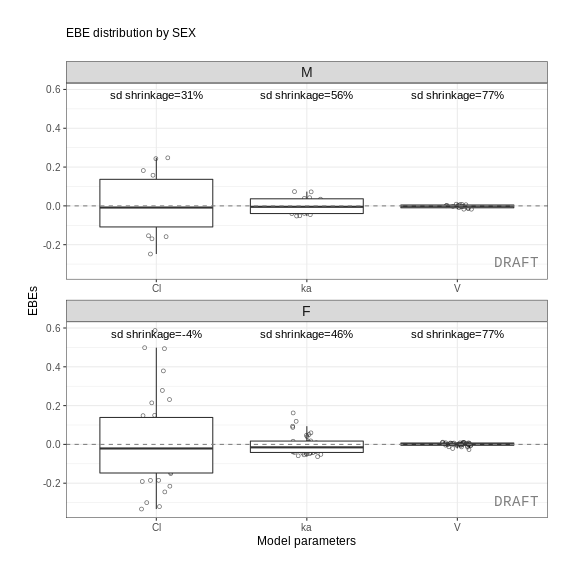 EBE distribution by SEX
M
sd shrinkage=31% sd shrinkage=56% sd shrinkage=77%
0.6
0.4
0.2
0.0
-0.2
DRAFT
Cl ka V
F
sd shrinkage=-4% sd shrinkage=46% sd shrinkage=77%
0.6
0.4
0.2
0.0
-0.2
DRAFT
Cl ka V
EBEs
Model parameters